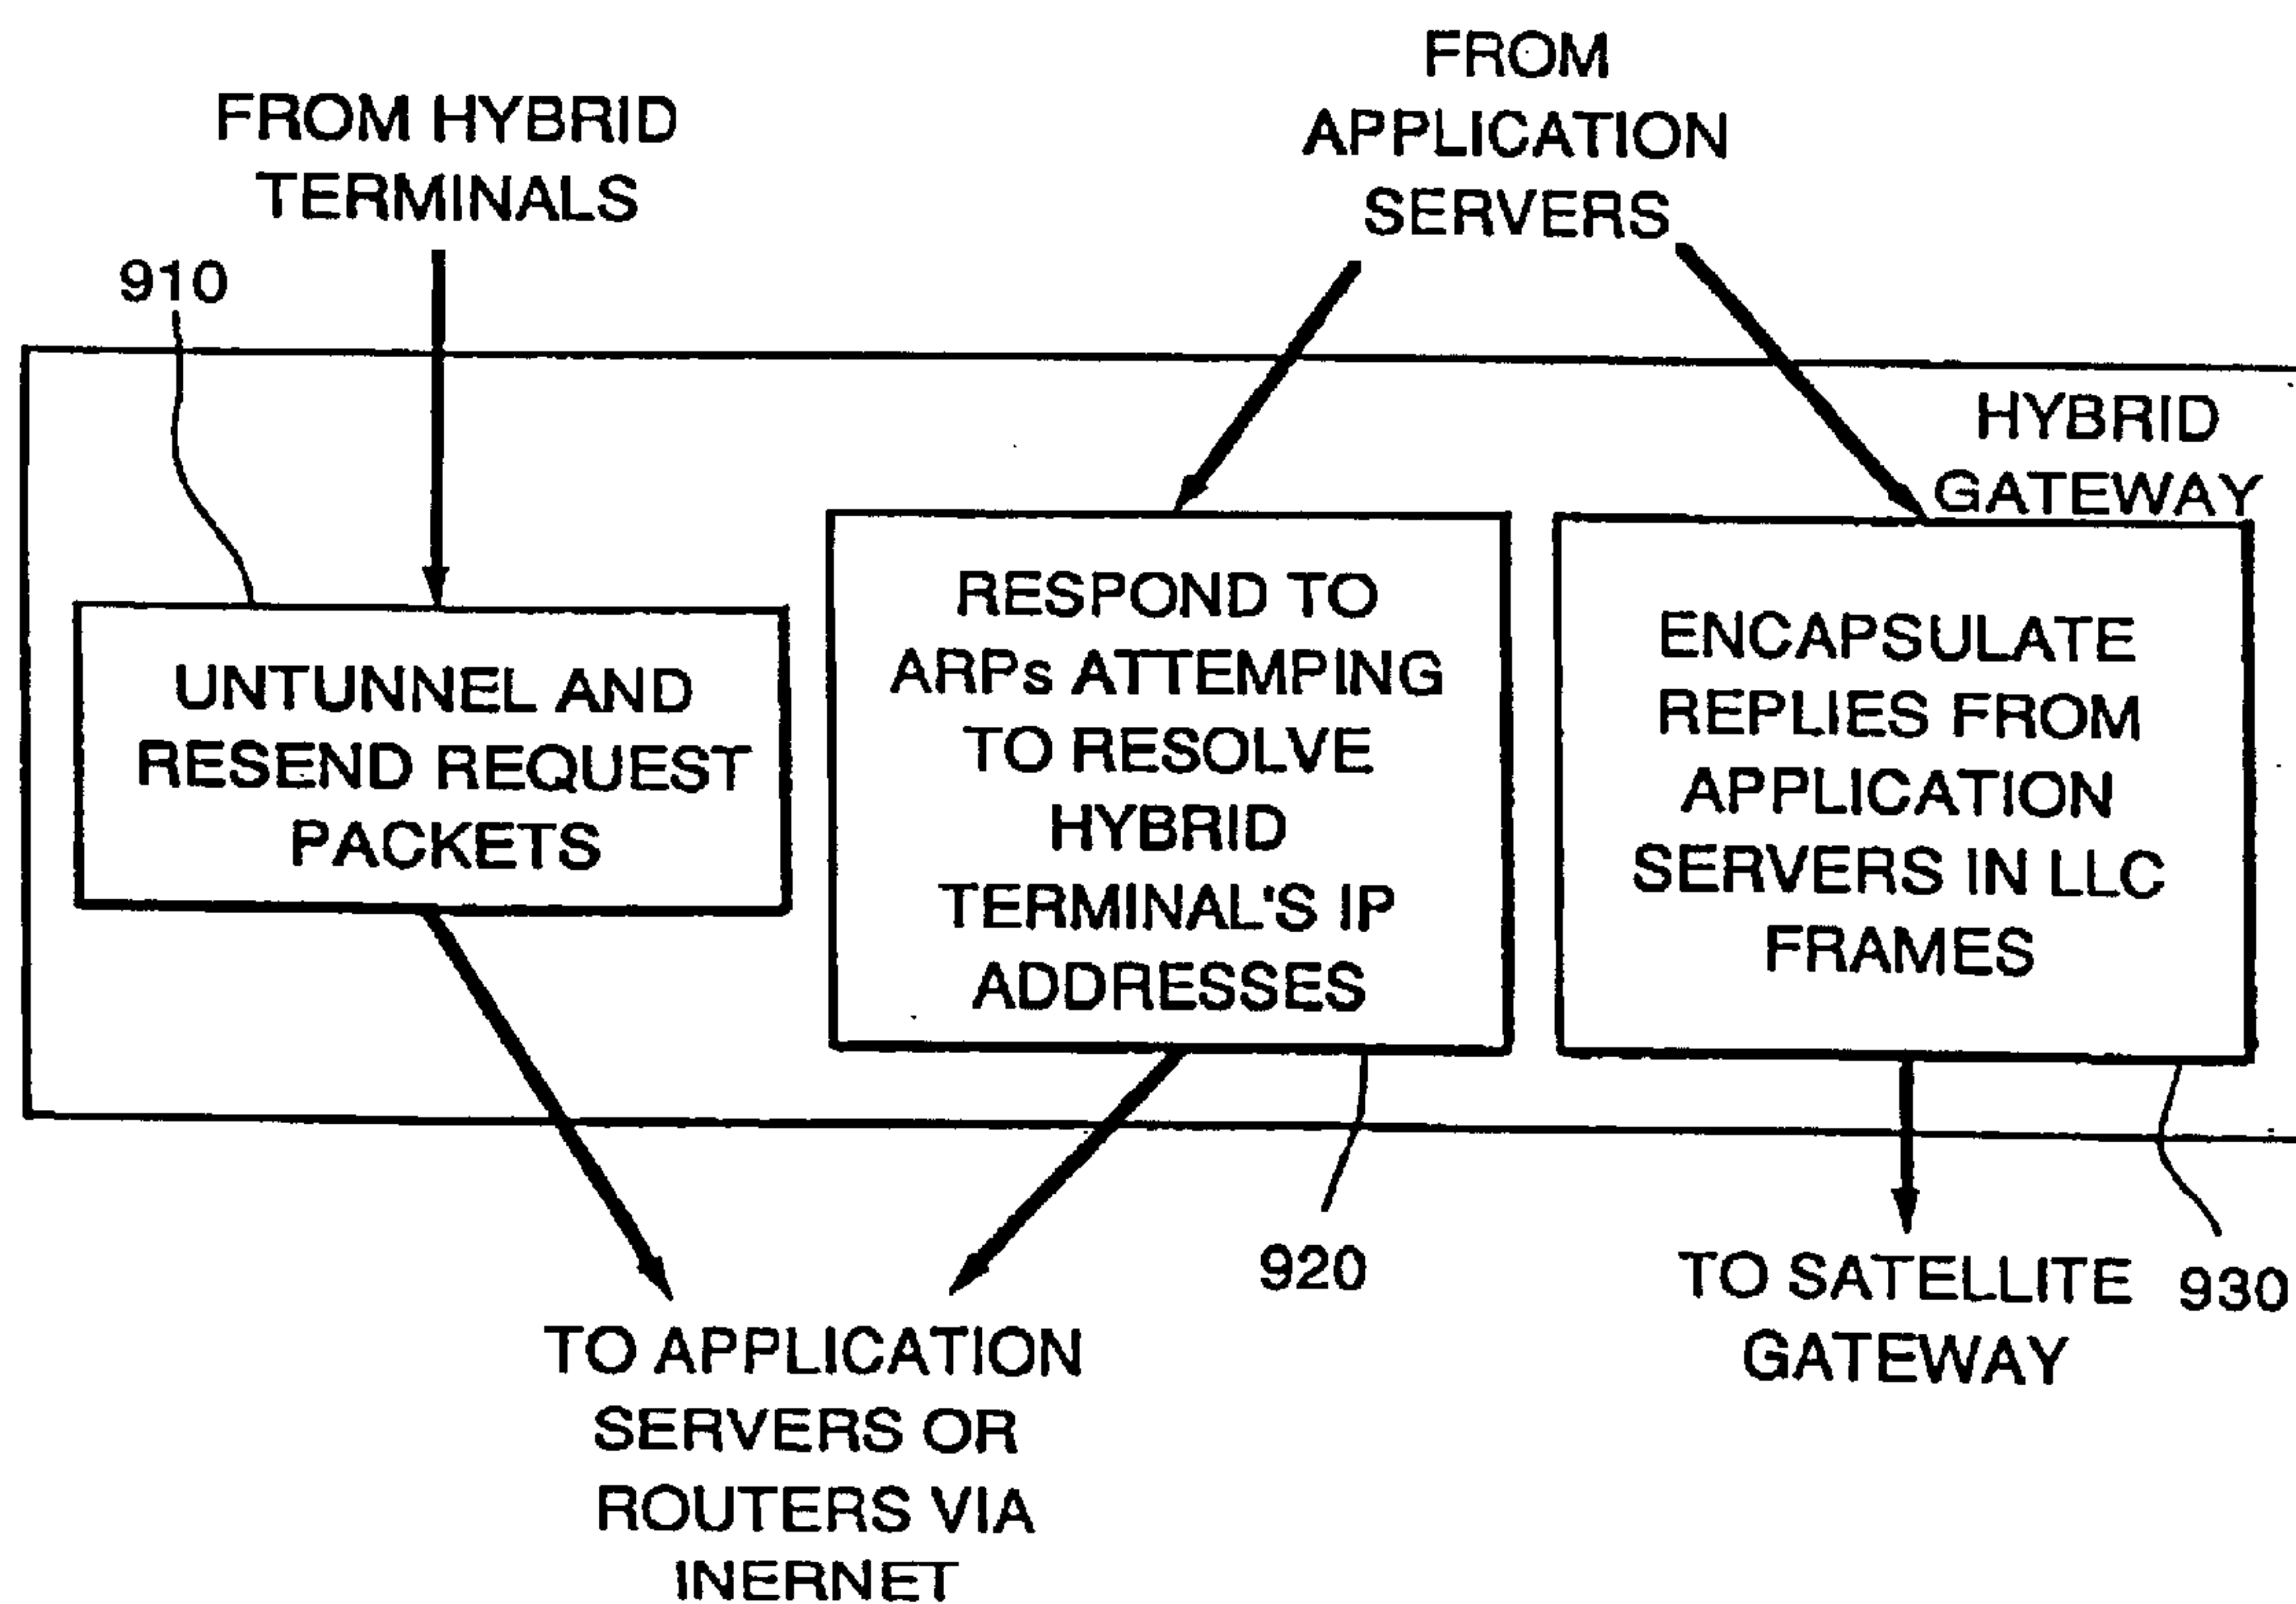 FROM HYBRID
TERMINALS
FROM
APPLICATION
SERVERS
910
HYBRID
GATEWAY
UNTUNNEL AND
RESEND REQUEST
PACKETS
RESPOND TO
ARPs ATTEMPING
TO RESOLVE
HYBRID
TERMINAL'S IP
ADDRESSES
ENCAPSULATE
REPLIES FROM
APPLICATION
SERVERS IN LLC
FRAMES
920
930
TO APPLICATION
SERVERS OR
ROUTERS VIA
INERNET
TO SATELLITE
GATEWAY